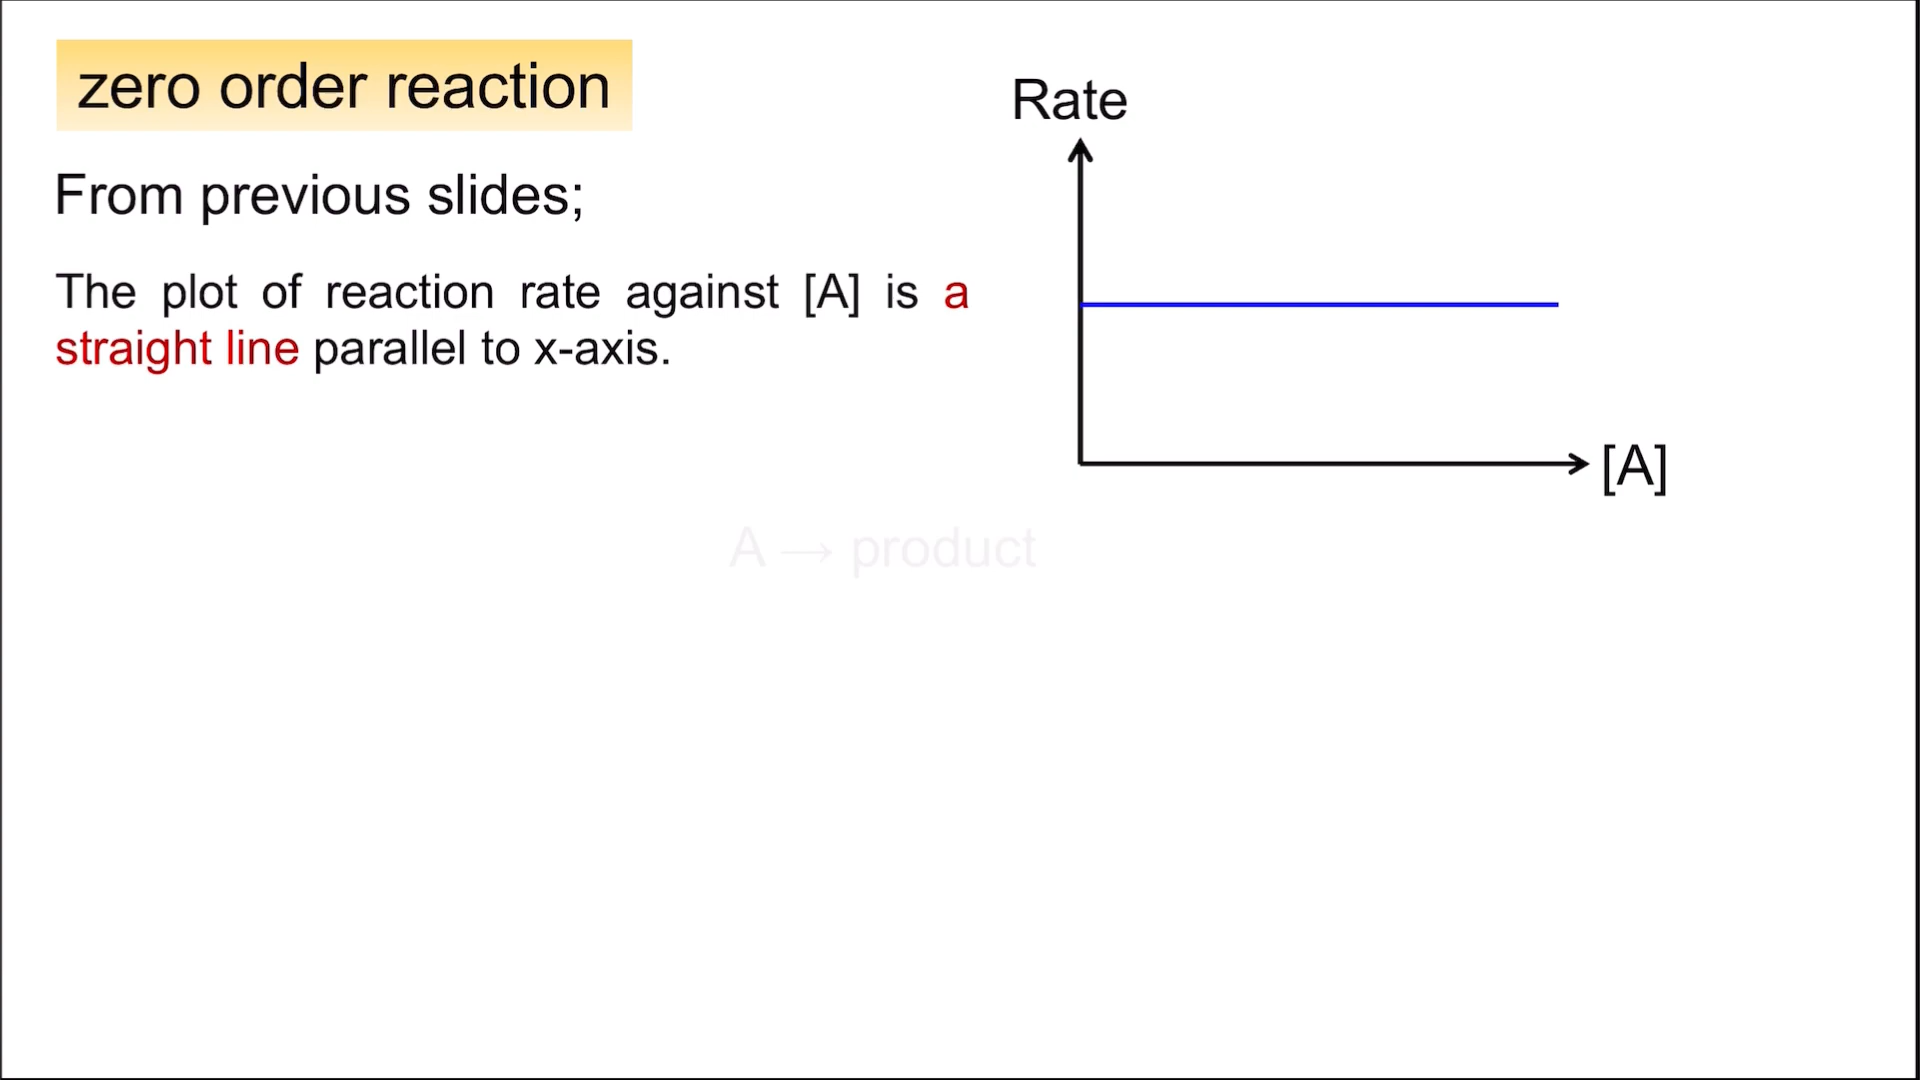 zero order reaction
From previous slides;
The plot of reaction rate against [A] is a
straight line parallel to x-axis.
Rate
[A]
A → product